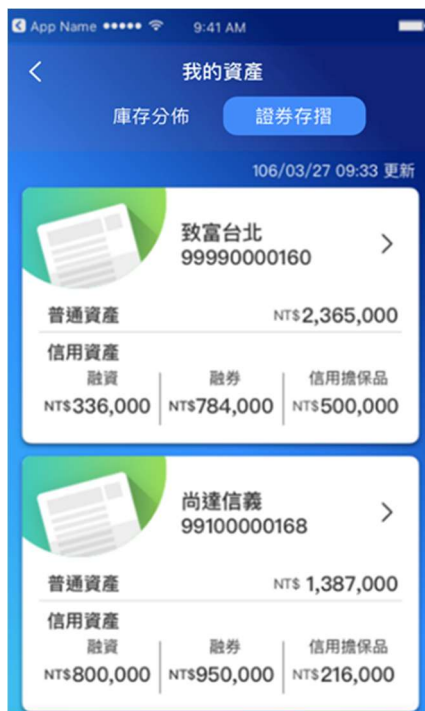 App Name 9:41 AM
我的資產
庫存分佈 證券存摺
106/03/27 09:33 更新
致富台北
99990000160
普通資產 NT$2,365,000
信用資產
融資 融券 信用擔保品
NT$336,000 NT$784,000 NT$500,000
尚達信義
99100000168
普通資產 NT$ 1,387,000
信用資產
融資 融券 信用擔保品
NT$800,000 NT$950,000 NT$216,000